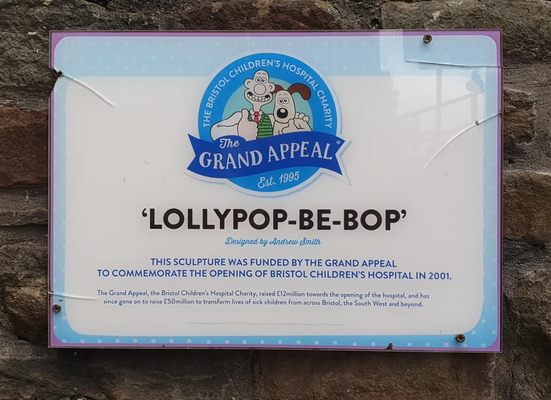 THE BRISTOL CHILDREN'S HOSPITAL CHARITY
The
GRAND APPEAL
Est. 1995
'LOLLYPOP-BE-BOP'
Designed by Andrew Smith
THIS SCULPTURE WAS FUNDED BY THE GRAND APPEAL
TO COMMEMORATE THE OPENING OF BRISTOL CHILDREN'S HOSPITAL IN 2001.
The Grand Appeal, the Bristol Children's Hospital Charity, raised £12million towards the opening of the hospital, and has
since gone on to raise £50million to transform lives of sick children from across Bristol, the South West and beyond.